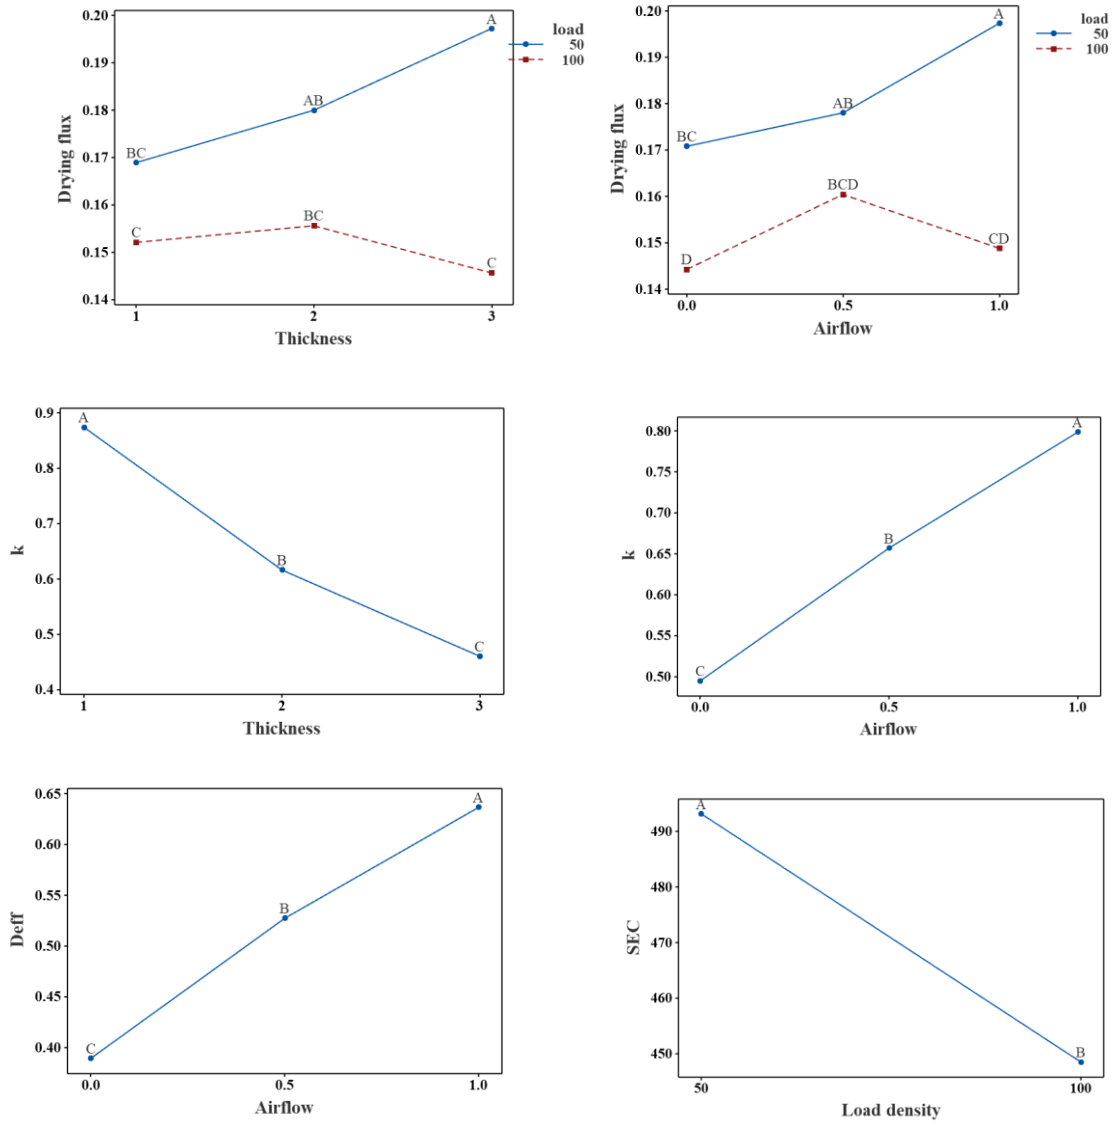 0.20
0.19
0.18
0.17
0.16
0.15
0.14
Drying flux
A
AB
BC
C
BC
C
1
2
3
Thickness
load
50
100
0.20
0.19
0.18
0.17
0.16
0.15
0.14
Drying flux
A
AB
BC
BCD
CD
D
0.0
0.5
1.0
Airflow
load
50
100
0.9
0.8
0.7
0.6
0.5
0.4
k
A
B
C
1
2
3
Thickness
0.80
0.75
0.70
0.65
0.60
0.55
0.50
k
A
B
C
0.0
0.5
1.0
Airflow
0.65
0.60
0.55
0.50
0.45
0.40
Deff
A
B
C
0.0
0.5
1.0
Airflow
490
480
470
460
450
SEC
A
B
50
100
Load density